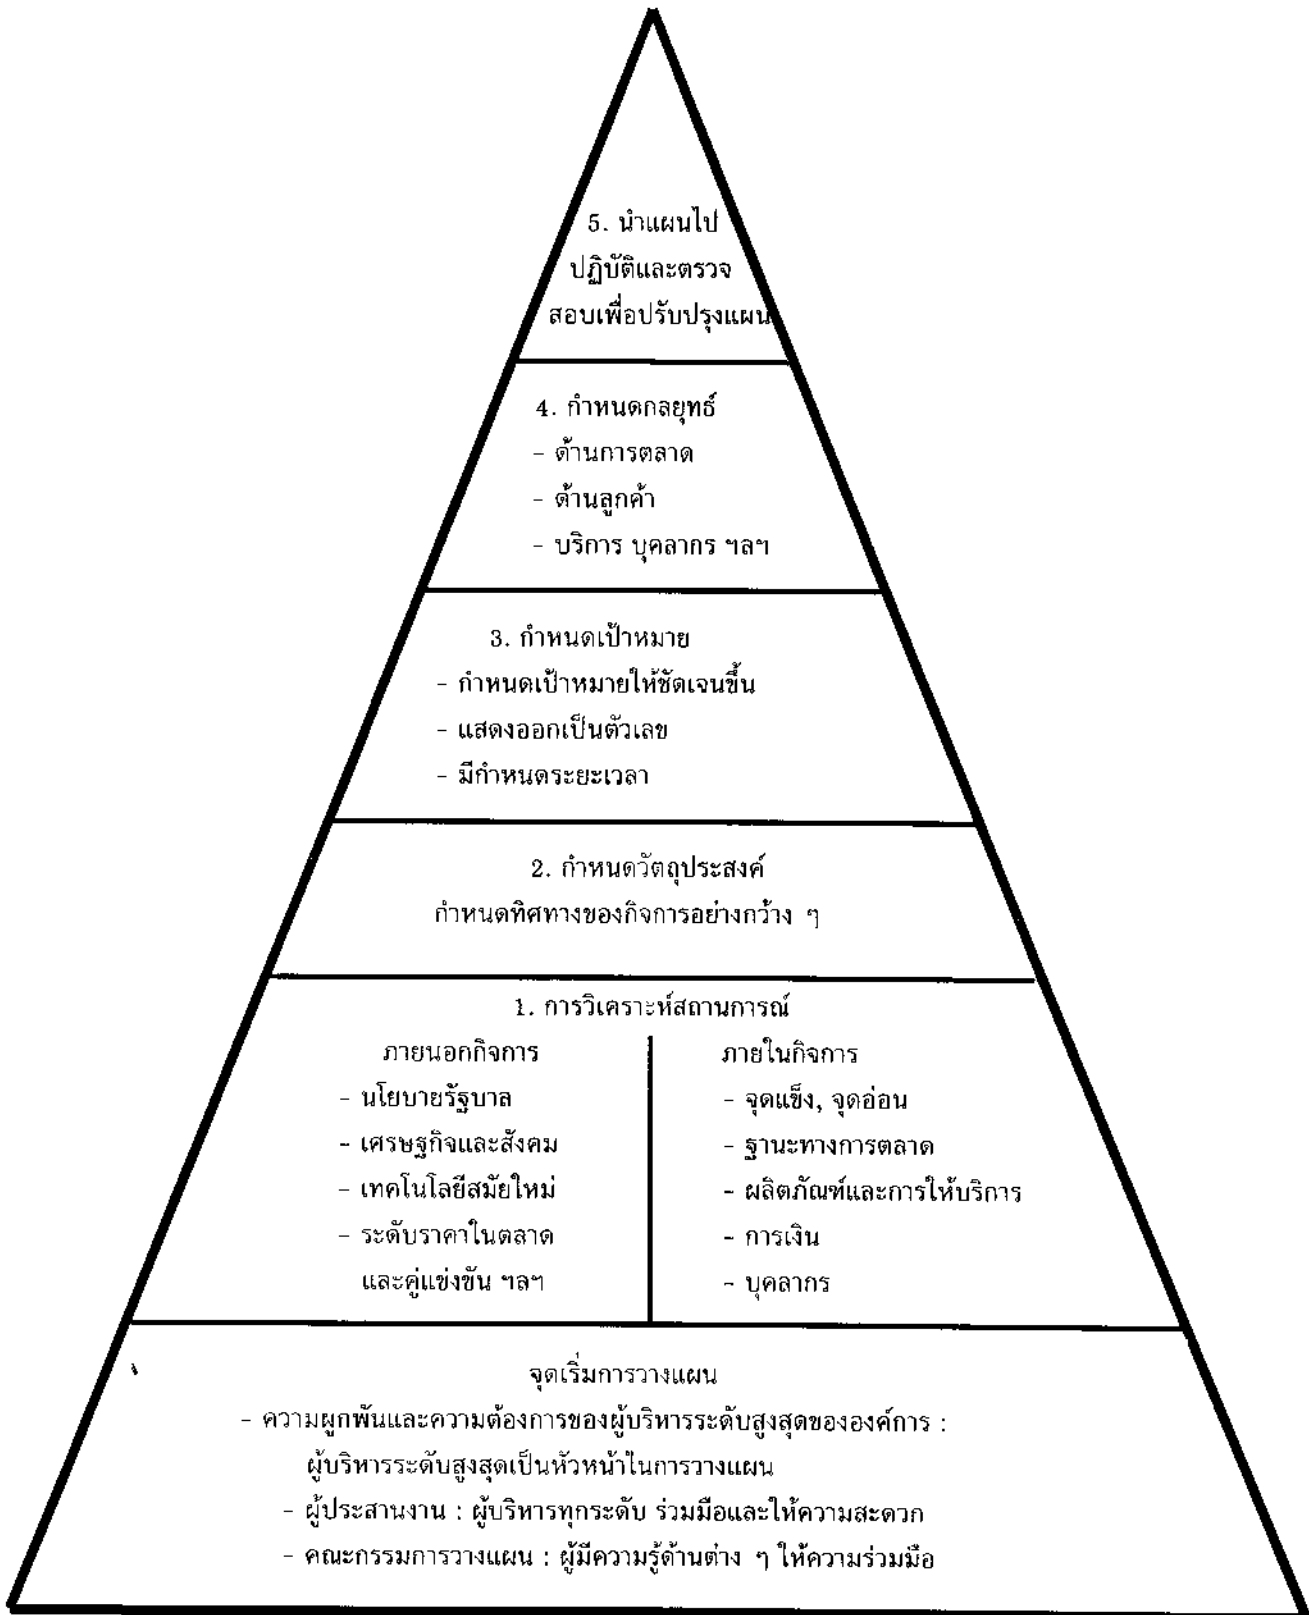 5. นำแผนไป
ปฏิบัติและตรวจ
สอบเพื่อปรับปรุงแผน
4. กำหนดกลยุทธ์
- ด้านการตลาด
- ด้านลูกค้า
- บริการ บุคลากร ฯลฯ
3. กำหนดเป้าหมาย
- กำหนดเป้าหมายให้ชัดเจนขึ้น
- แสดงออกเป็นตัวเลข
- มีกำหนดระยะเวลา
2. กำหนดวัตถุประสงค์
กำหนดทิศทางของกิจการอย่างกว้าง ๆ
1. การวิเคราะห์สถานการณ์
ภายนอกกิจการ
- นโยบายรัฐบาล
- เศรษฐกิจและสังคม
- เทคโนโลยีสมัยใหม่
- ระดับราคาในตลาด
และคู่แข่งขัน ฯลฯ
ภายในกิจการ
- จุดแข็ง, จุดอ่อน
- ฐานะทางการตลาด
- ผลิตภัณฑ์และการให้บริการ
- การเงิน
- บุคลากร
จุดเริ่มการวางแผน
- ความผูกพันและความต้องการของผู้บริหารระดับสูงสุดขององค์การ :
ผู้บริหารระดับสูงสุดเป็นหัวหน้าในการวางแผน
- ผู้ประสานงาน : ผู้บริหารทุกระดับ ร่วมมือและให้ความสะดวก
- คณะกรรมการวางแผน : ผู้มีความรู้ด้านต่าง ๆ ให้ความร่วมมือ